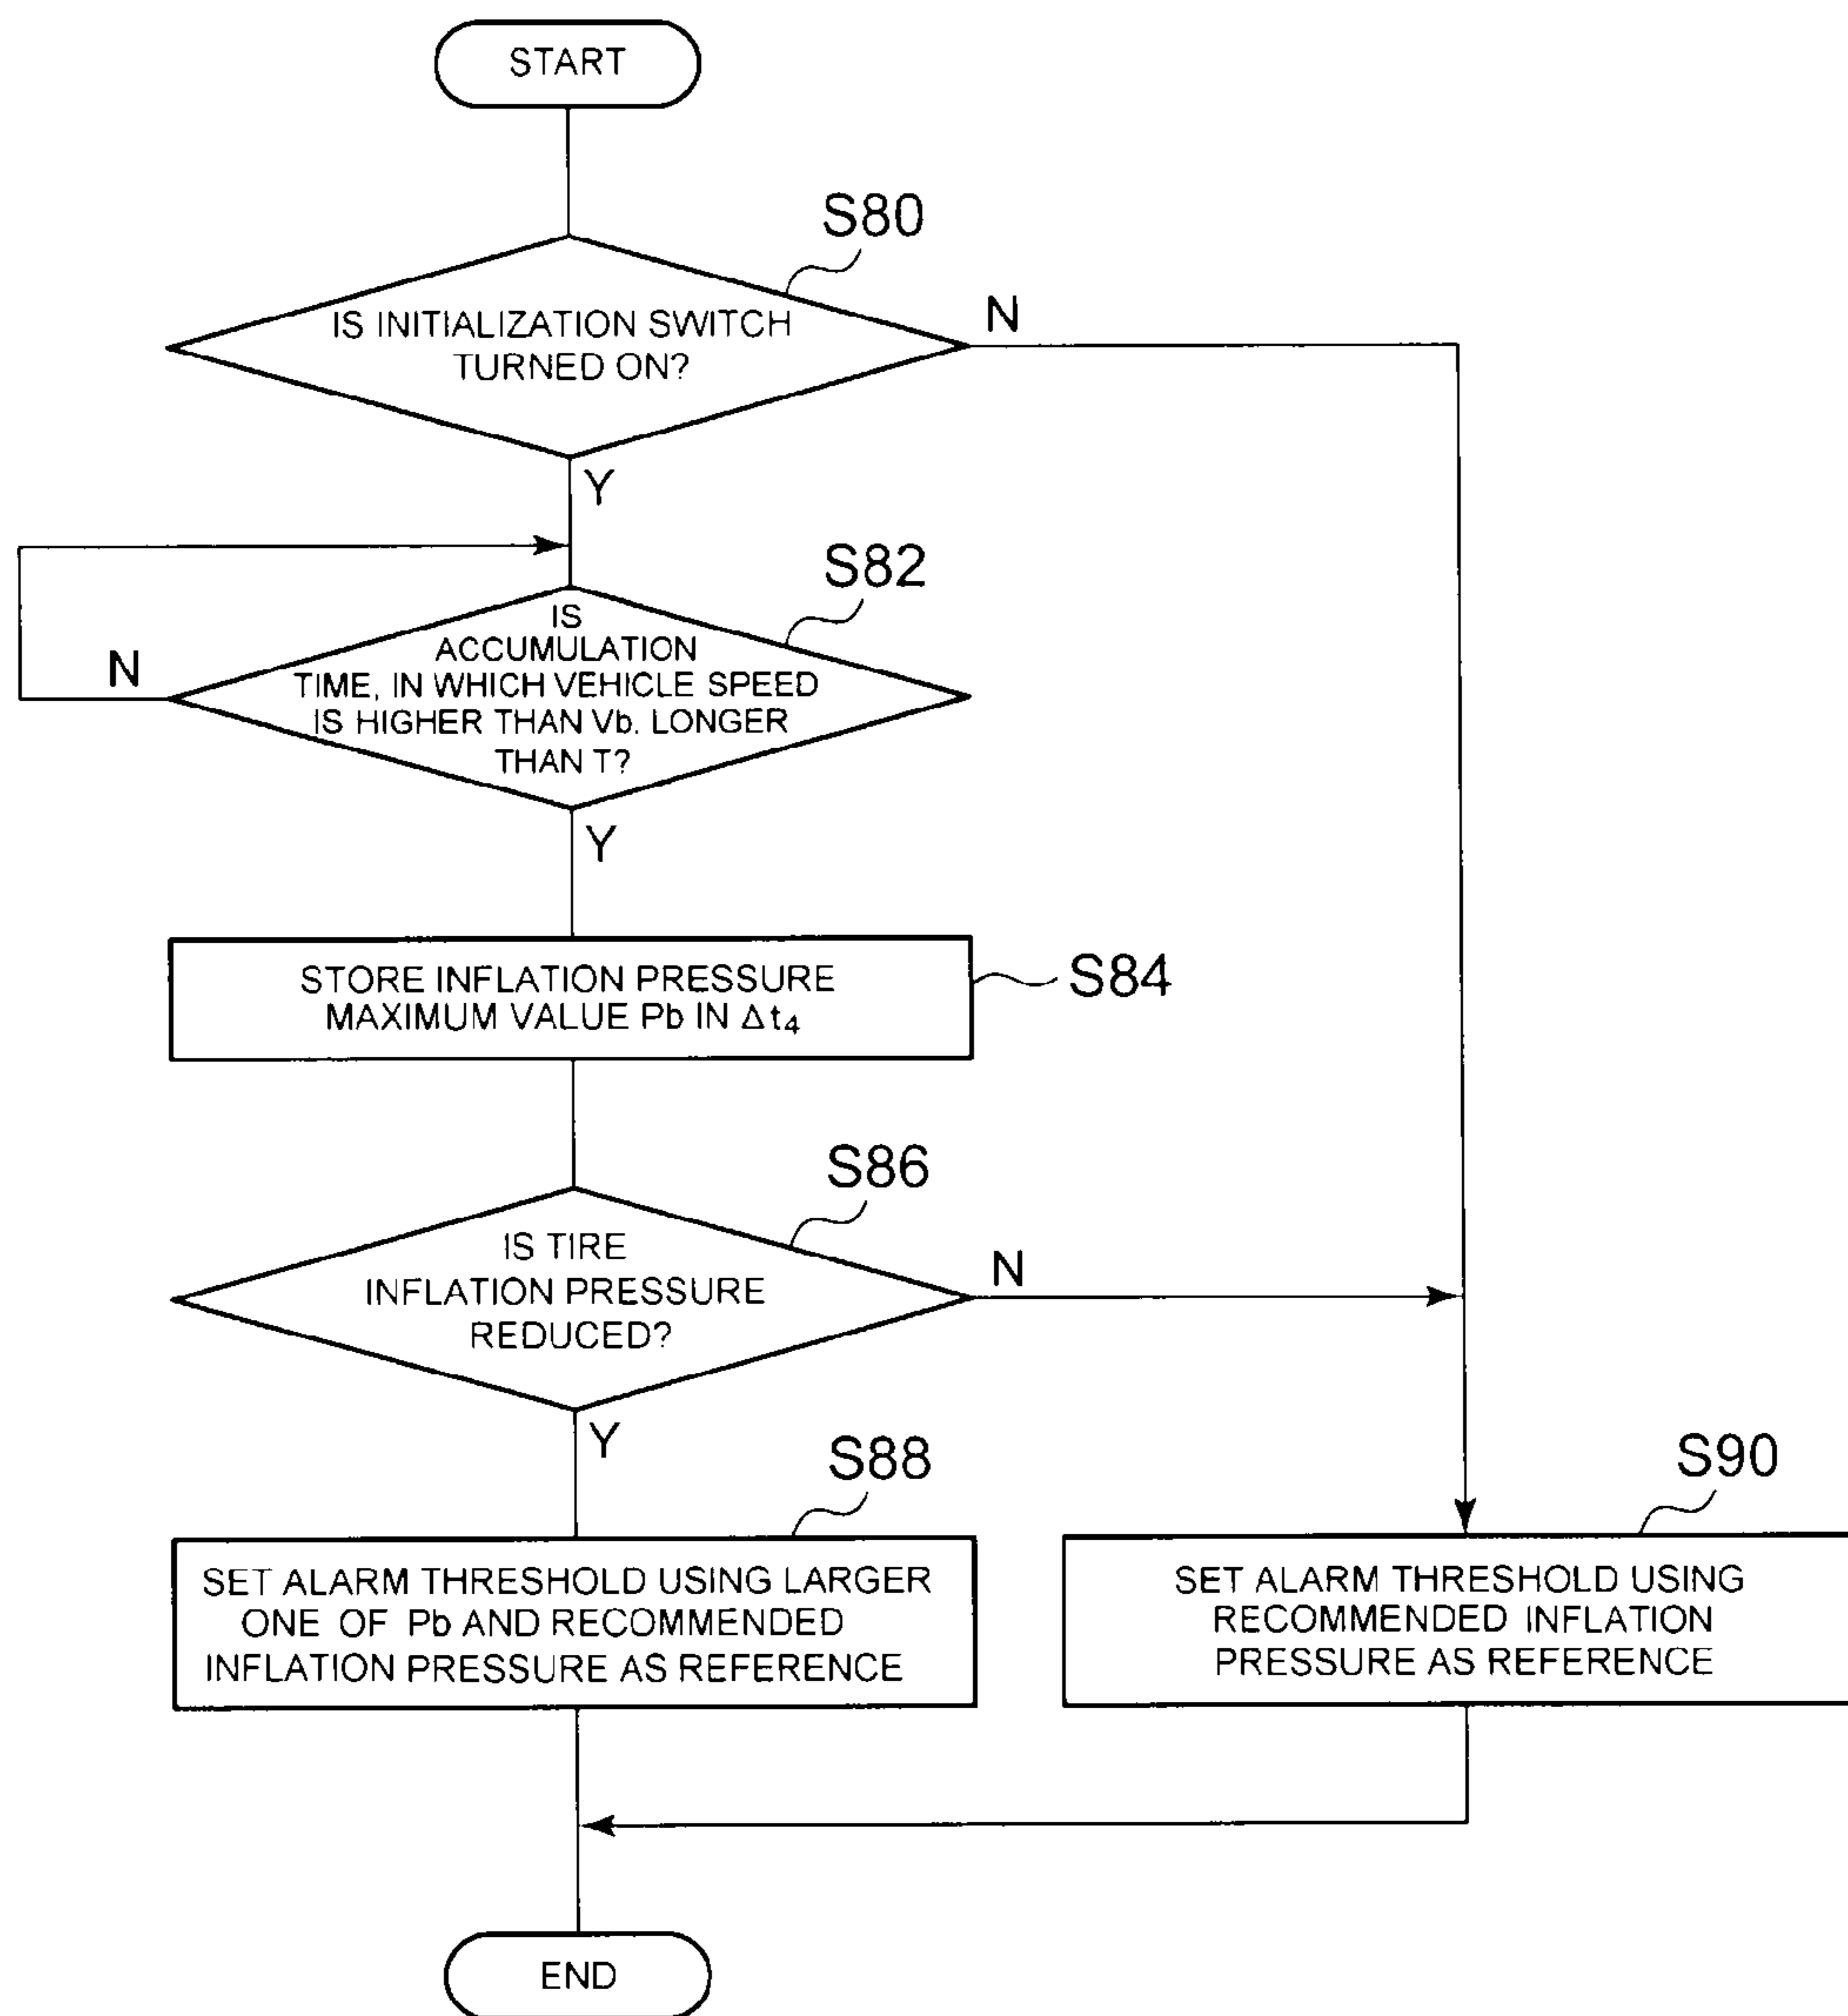 START
S80
IS INITIALIZATION SWITCH
TURNED ON?
N
Y
S82
IS
ACCUMULATION
TIME, IN WHICH VEHICLE SPEED
IS HIGHER THAN Vb. LONGER
THAN T?
N
Y
STORE INFLATION PRESSURE
MAXIMUM VALUE Pb IN Δt₄
S84
S86
IS TIRE
INFLATION PRESSURE
REDUCED?
N
Y
S88
SET ALARM THRESHOLD USING LARGER
ONE OF Pb AND RECOMMENDED
INFLATION PRESSURE AS REFERENCE
S90
SET ALARM THRESHOLD USING
RECOMMENDED INFLATION
PRESSURE AS REFERENCE
END